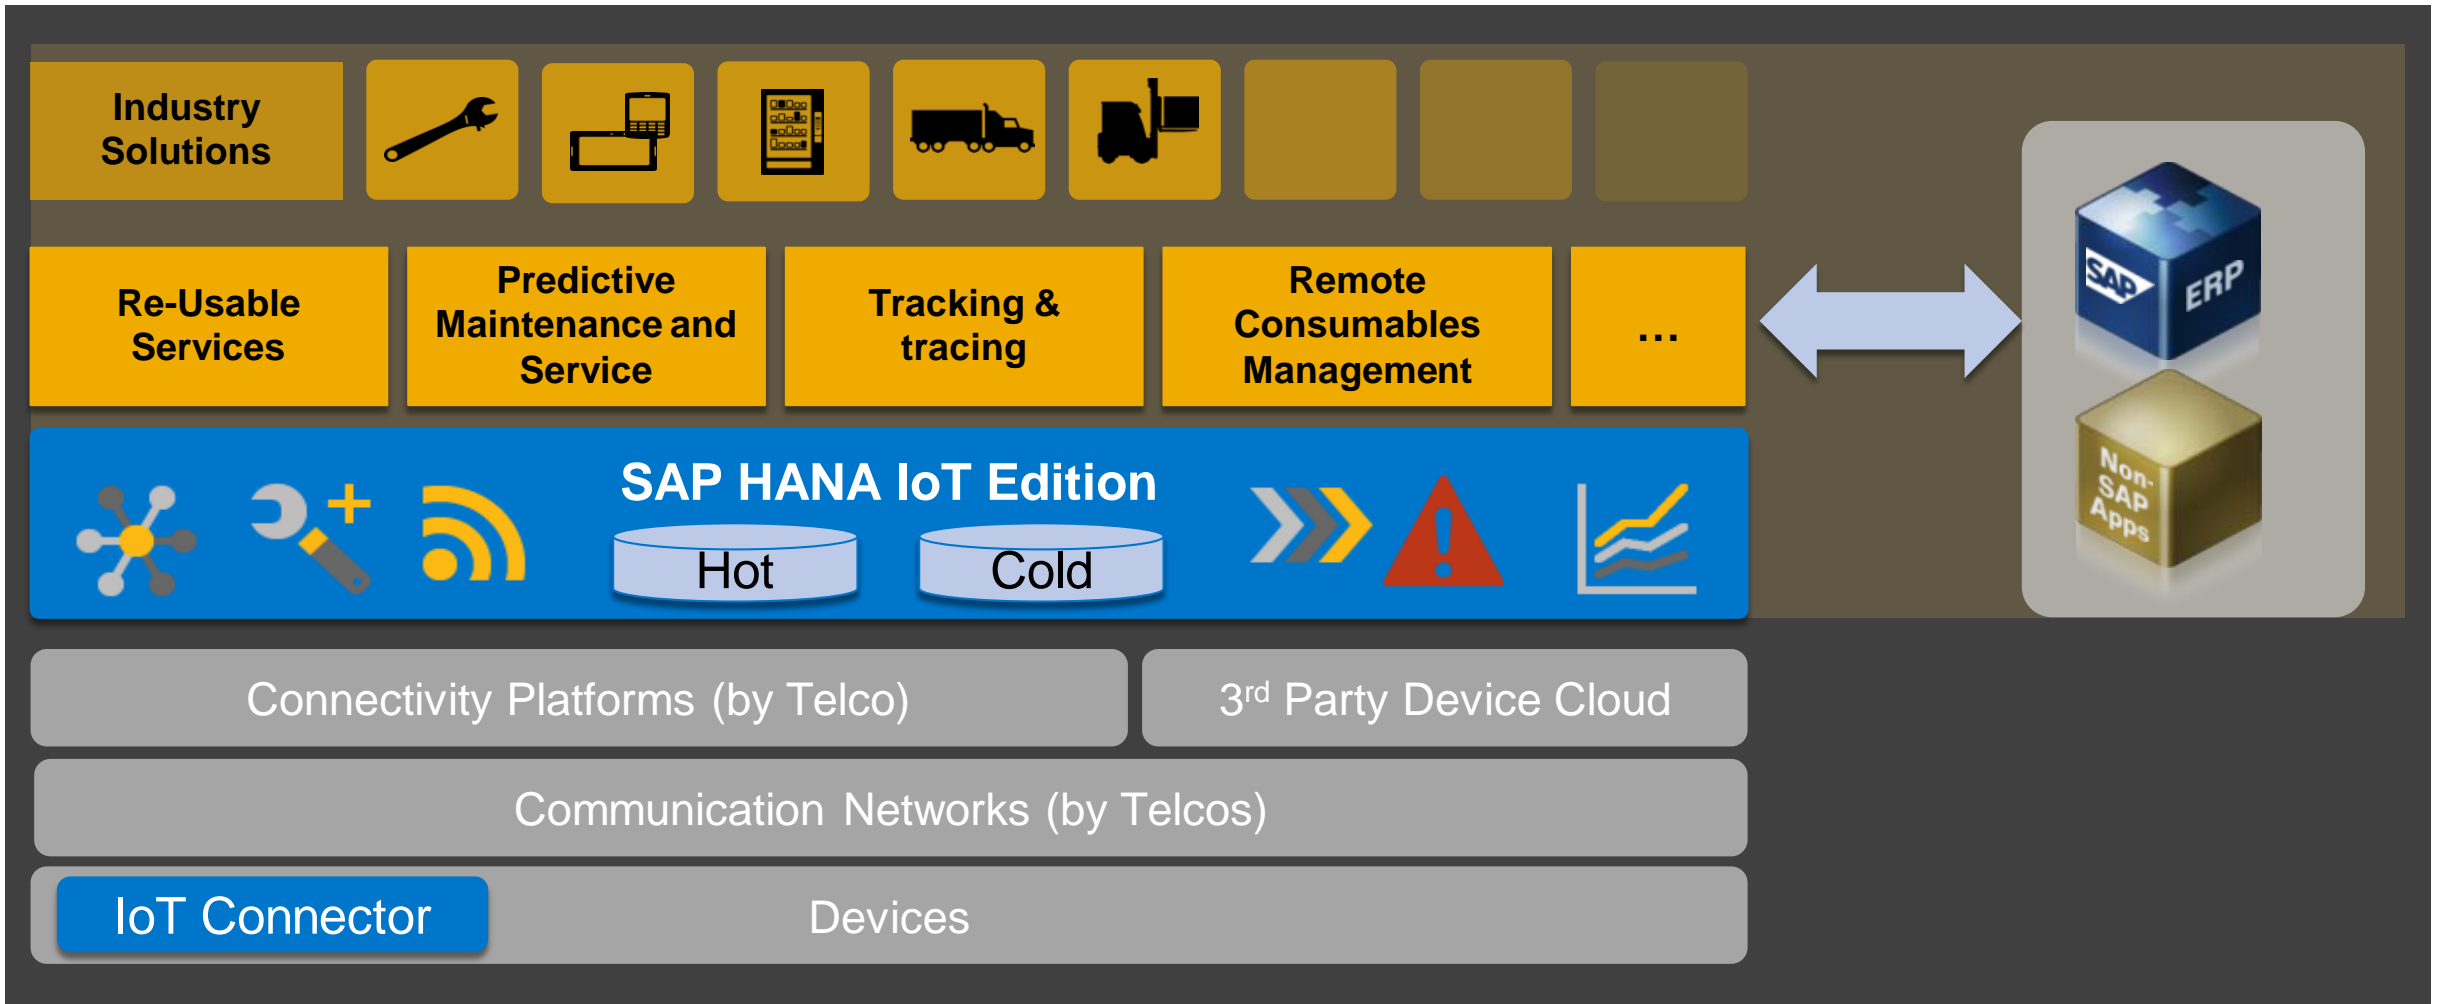 Industry
Solutions
Re-Usable
Services
Predictive
Maintenance and
Service
Tracking &
tracing
Remote
Consumables
Management
...
SAP
ERP
Non-
SAP
Apps
SAP HANA IoT Edition
Hot
Cold
Connectivity Platforms (by Telco)
3rd Party Device Cloud
Communication Networks (by Telcos)
IoT Connector
Devices